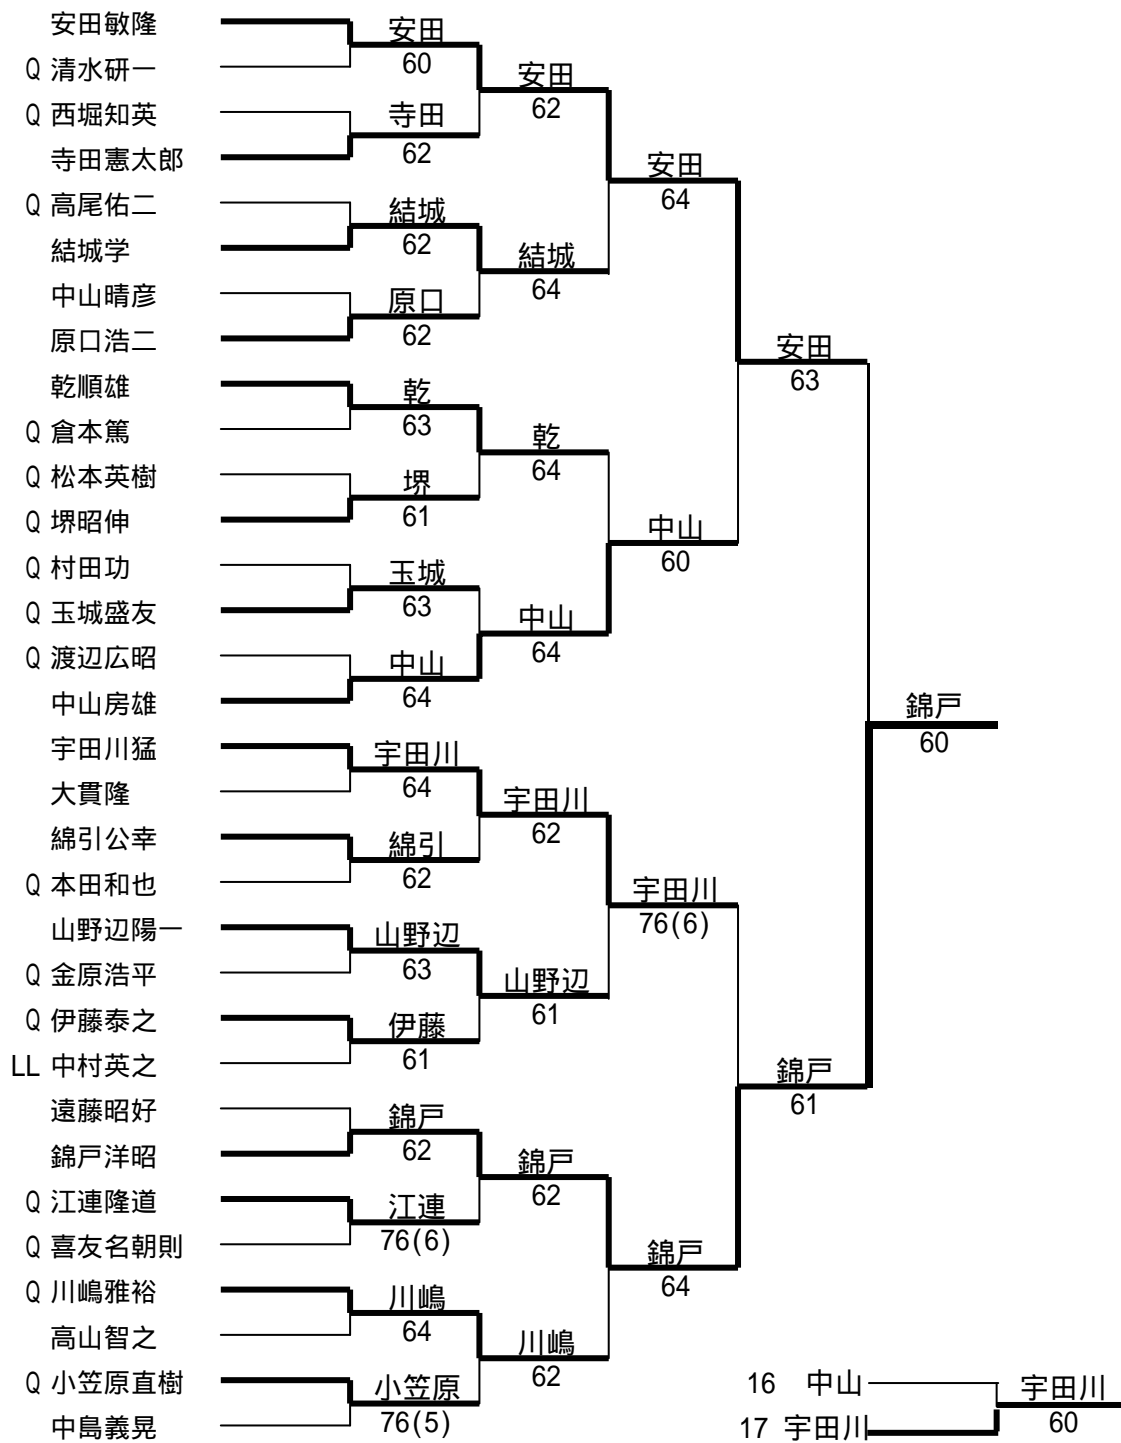 安田敏隆
Q 清水研一
Q 西堀知英
寺田憲太郎
Q 高尾佑二
結城学
中山晴彦
原口浩二
乾順雄
Q 倉本篤
Q 松本英樹
Q 堺昭伸
Q 村田功
Q 玉城盛友
Q 渡辺広昭
中山房雄
宇田川猛
大貫隆
綿引公幸
Q 本田和也
山野辺陽一
Q 金原浩平
Q 伊藤泰之
LL 中村英之
遠藤昭好
錦戸洋昭
Q 江連隆道
Q 喜友名朝則
Q 川嶋雅裕
高山智之
Q 小笠原直樹
中島義晃
安田
60
寺田
62
結城
62
原口
62
乾
63
堺
61
玉城
63
中山
64
宇田川
64
綿引
62
山野辺
63
伊藤
61
錦戸
62
江連
76(6)
川嶋
64
小笠原
76(5)
安田
62
結城
64
乾
64
中山
64
宇田川
62
山野辺
61
錦戸
62
川嶋
62
安田
64
中山
60
宇田川
76(6)
錦戸
64
安田
63
錦戸
61
錦戸
60
16 中山
17 宇田川
宇田川
60